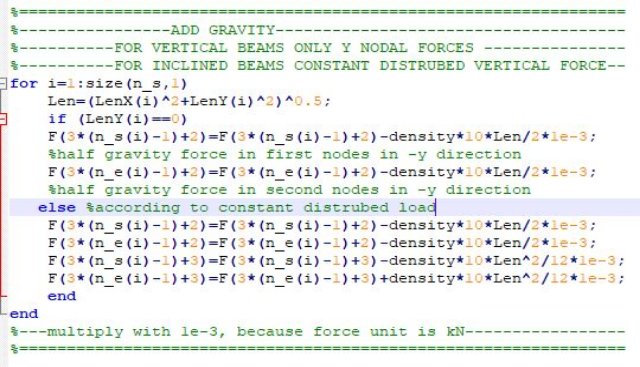 %==========================================================================
%------------------ADD GRAVITY------------------------------------------
%-----------FOR VERTICAL BEAMS ONLY Y NODAL FORCES -----------------
%-----------FOR INCLINED BEAMS CONSTANT DISTRUBED VERTICAL FORCE--
for i=1:size(n_s,1)
Len=(LenX(i)^2+LenY(i)^2)^0.5;
if (LenY(i)==0)
F(3*(n_s(i)-1)+2)=F(3*(n_s(i)-1)+2)-density*10*Len/2*1e-3;
%half gravity force in first nodes in -y direction
F(3*(n_e(i)-1)+2)=F(3*(n_e(i)-1)+2)-density*10*Len/2*1e-3;
%half gravity force in second nodes in -y direction
else %according to constant distrubed load
F(3*(n_s(i)-1)+2)=F(3*(n_s(i)-1)+2)-density*10*Len/2*1e-3;
F(3*(n_e(i)-1)+2)=F(3*(n_e(i)-1)+2)-density*10*Len/2*1e-3;
F(3*(n_s(i)-1)+3)=F(3*(n_s(i)-1)+3)-density*10*Len^2/12*1e-3;
F(3*(n_e(i)-1)+3)=F(3*(n_e(i)-1)+3)+density*10*Len^2/12*1e-3;
end
end
%---multiply with 1e-3, because force unit is kN-----------------
%==========================================================================